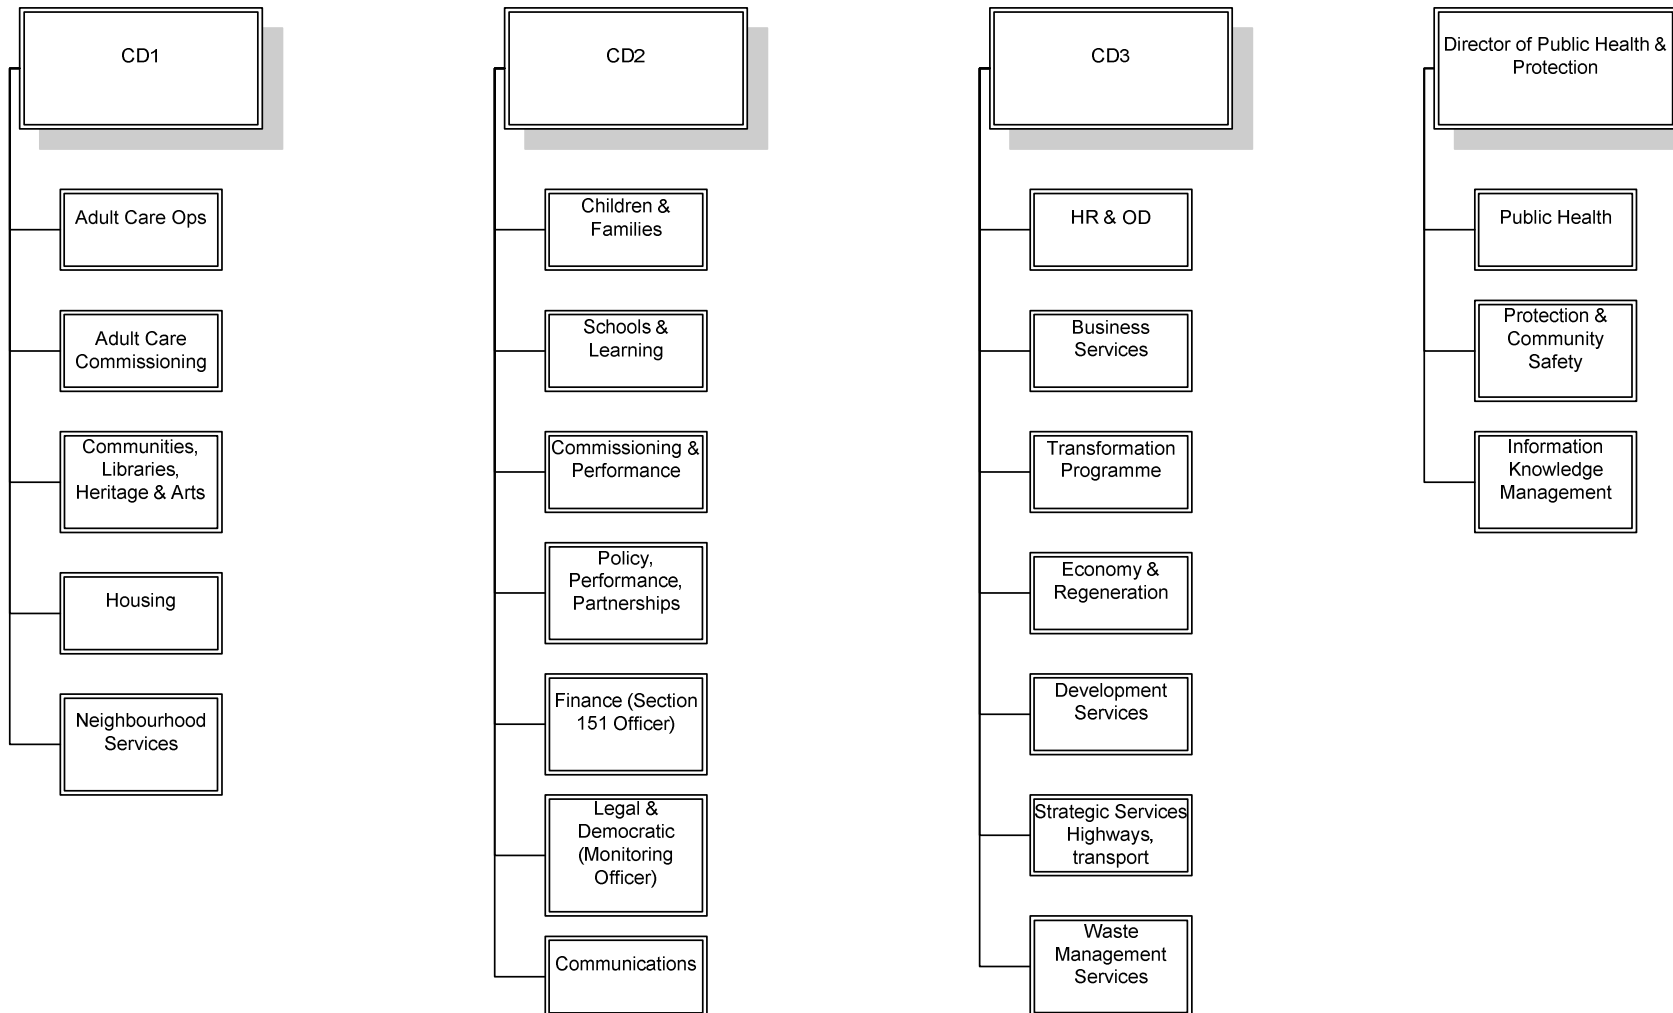 CD1
Adult Care Ops
Adult Care
Commissioning
Communities,
Libraries,
Heritage & Arts
Housing
Neighbourhood
Services
CD2
Children &
Families
Schools &
Learning
Commissioning &
Performance
Policy,
Performance,
Partnerships
Finance (Section
151 Officer)
Legal &
Democratic
(Monitoring
Officer)
Communications
CD3
HR & OD
Business
Services
Transformation
Programme
Economy &
Regeneration
Development
Services
Strategic Services
Highways,
transport
Waste
Management
Services
Director of Public Health &
Protection
Public Health
Protection &
Community
Safety
Information
Knowledge
Management